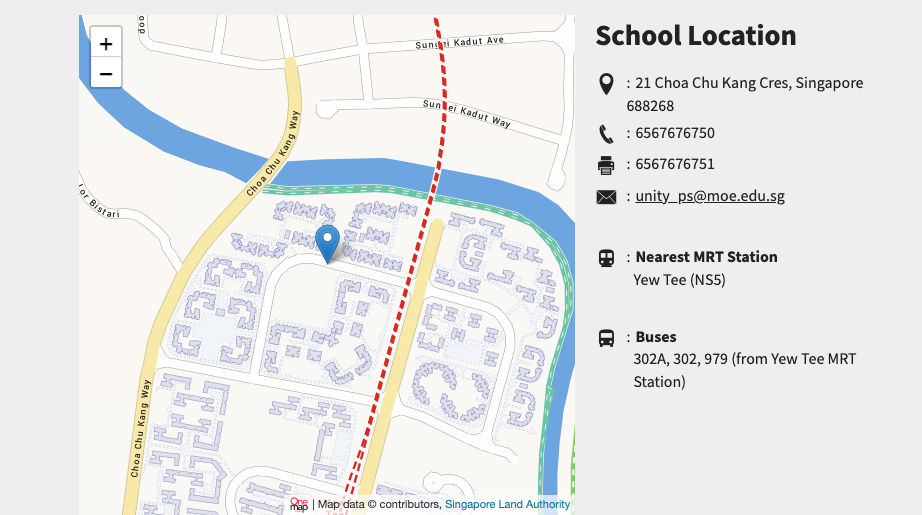 +
−
Sungei Kadut Ave
Sungei Kadut Way
Choa Chu Kang Way
Choa Chu Kang Way
One
map
| Map data © contributors, Singapore Land Authority
School Location
: 21 Choa Chu Kang Cres, Singapore
688268
: 6567676750
: 6567676751
: unity_ps@moe.edu.sg
: Nearest MRT Station
Yew Tee (NS5)
: Buses
302A, 302, 979 (from Yew Tee MRT
Station)